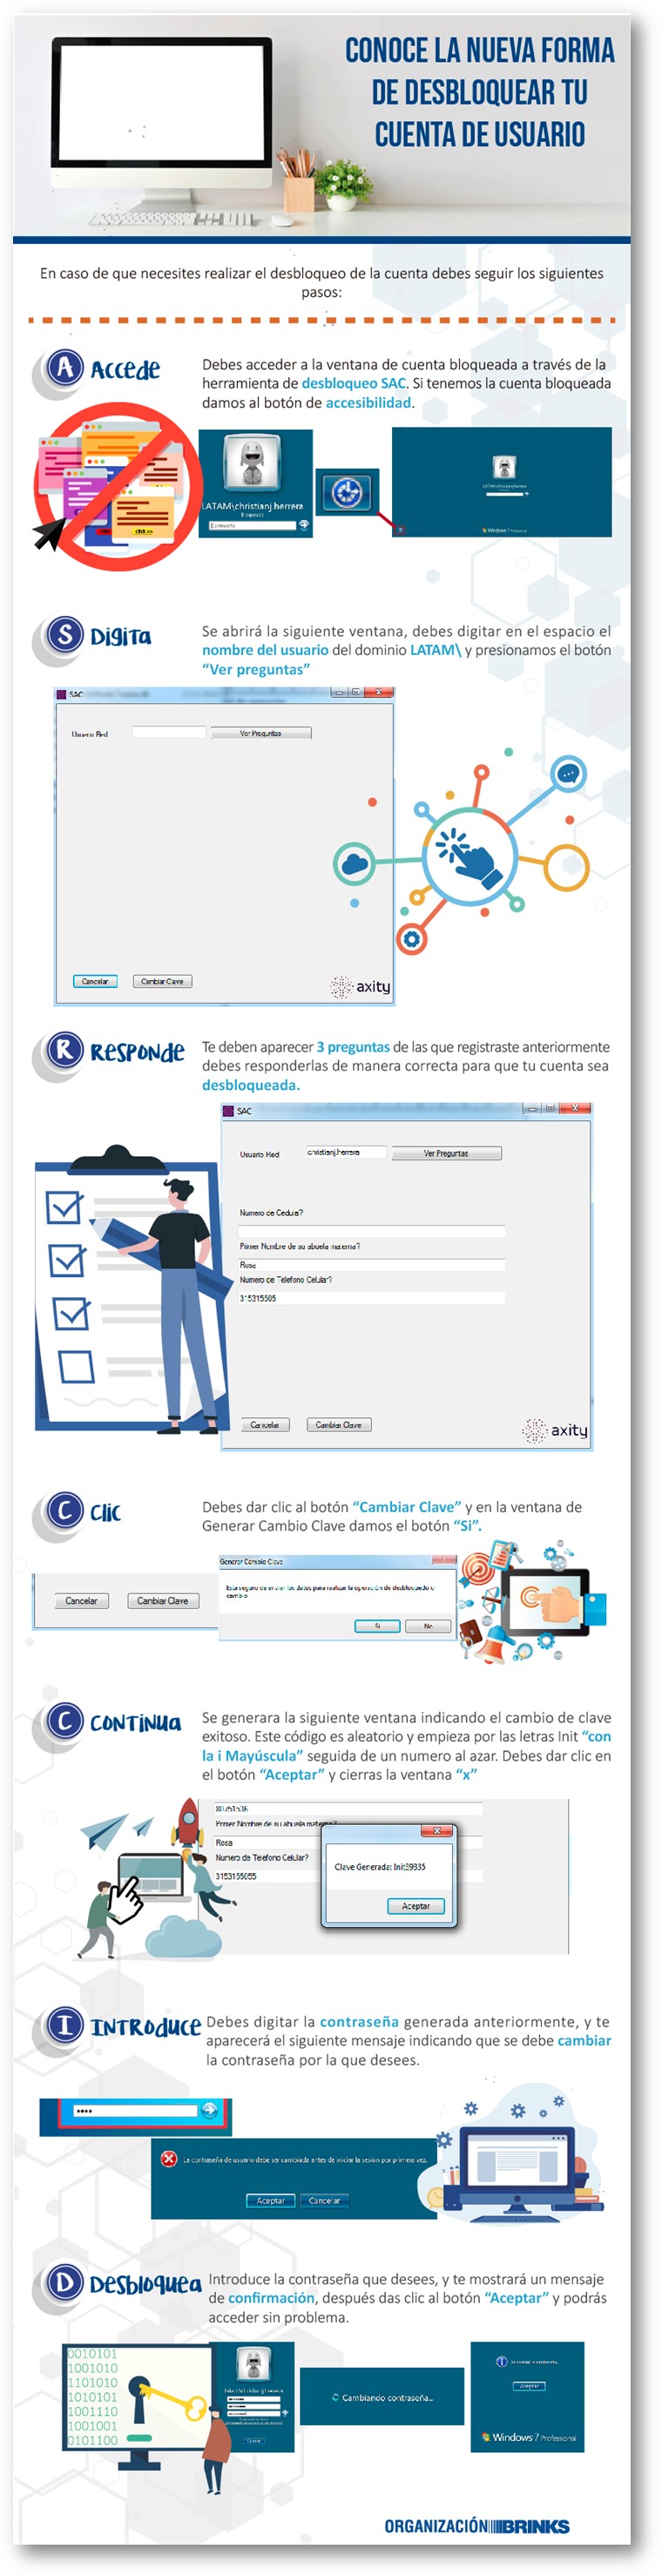 CONOCE LA NUEVA FORMA
DE DESBLOQUEAR TU
CUENTA DE USUARIO
En caso de que necesites realizar el desbloqueo de la cuenta debes seguir los siguientes
pasos:
A Accede
Debes acceder a la ventana de cuenta bloqueada a través de la
herramienta de desbloqueo SAC. Si tenemos la cuenta bloqueada
damos al botón de accesibilidad.
LATAM\christianj.herrera
Bloqueado
Contraseña
LATAM\christianj.herrera
Windows 7 Professional
S Digita
Se abrirá la siguiente ventana, debes digitar en el espacio el
nombre del usuario del dominio LATAM\ y presionamos el botón
“Ver preguntas”
SAC
Usuario Red
Ver Preguntas
Cancelar
Cambiar Clave
axity
R Responde
Te deben aparecer 3 preguntas de las que registraste anteriormente
debes responderlas de manera correcta para que tu cuenta sea
desbloqueada.
SAC
Usuario Red
christianj.herrera
Ver Preguntas
Numero de Cedula?
Primer Nombre de su abuela materna?
Rosa
Numero de Telefono Celular?
315315505
Cancelar
Cambiar Clave
axity
C Clic
Debes dar clic al botón “Cambiar Clave” y en la ventana de
Generar Cambio Clave damos el botón “Si”.
Cancelar
Cambiar Clave
Generar Cambio Clave
Esta seguro de enviar los datos para realizar la operación de desbloquedo o
cambio
Si
No
C Continua
Se generara la siguiente ventana indicando el cambio de clave
exitoso. Este código es aleatorio y empieza por las letras Init “con
la i Mayúscula” seguida de un numero al azar. Debes dar clic en
el botón “Aceptar” y cierras la ventana “x”
Primer Nombre de su abuela materna?
Rosa
Numero de Telefono Celular?
3153155055
Clave Generada: Init39335
Aceptar
I Introduce
Debes digitar la contraseña generada anteriormente, y te
aparecerá el siguiente mensaje indicando que se debe cambiar
la contraseña por la que desees.
La contraseña de usuario debe ser cambiada antes de iniciar la sesión por primera vez.
Aceptar
Cancelar
D Desbloquea
Introduce la contraseña que desees, y te mostrará un mensaje
de confirmación, después das clic al botón “Aceptar” y podrás
acceder sin problema.
0010101
1001010
1101010
1010101
1001110
1001001
0101100
Cambiando contraseña...
Aceptar
Windows 7 Professional
ORGANIZACIÓN BRINKS